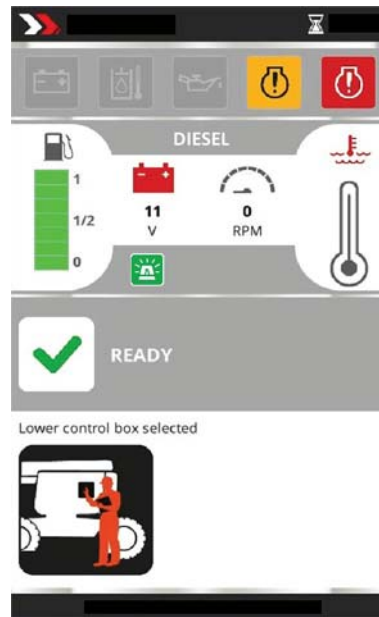 DIESEL
1
1/2
0
11
V
0
RPM
READY
Lower control box selected